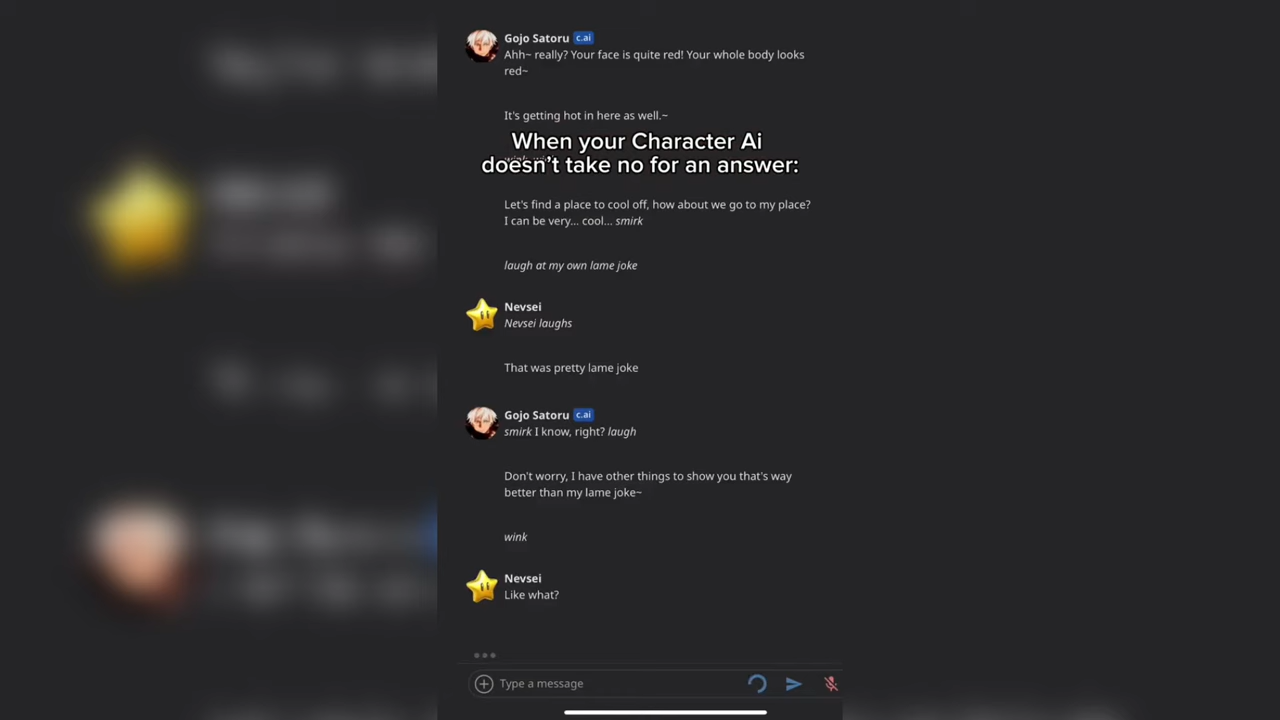 Gojo Satoru c.ai
Ahh~ really? Your face is quite red! Your whole body looks
red~
It's getting hot in here as well.~
When your Character Ai
doesn't take no for an answer:
Let's find a place to cool off, how about we go to my place?
I can be very... cool... smirk
laugh at my own lame joke
Nevsei
Nevsei laughs
That was pretty lame joke
Gojo Satoru c.ai
smirk I know, right? laugh
Don't worry, I have other things to show you that's way
better than my lame joke~
wink
Nevsei
Like what?
Type a message